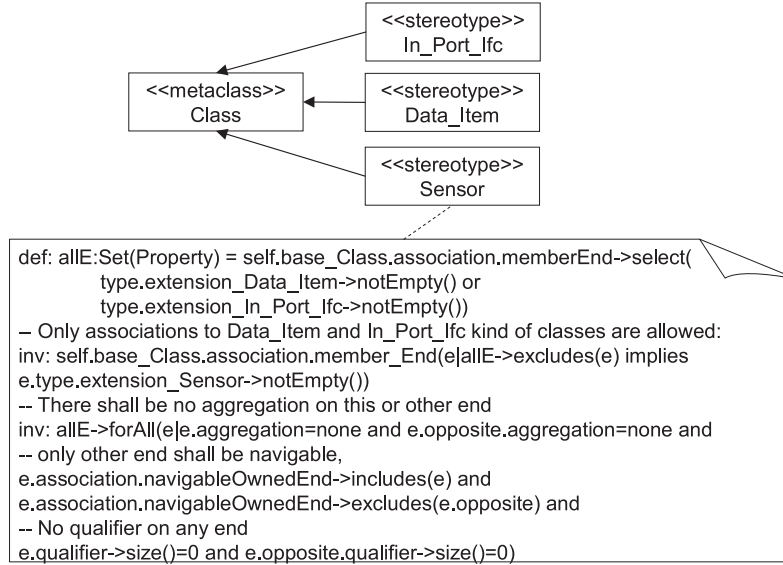 <<stereotype>>
In_Port_Ifc
<<metaclass>>
Class
<<stereotype>>
Data_Item
<<stereotype>>
Sensor
def: allE:Set(Property) = self.base_Class.association.memberEnd->select(
type.extension_Data_Item->notEmpty() or
type.extension_In_Port_Ifc->notEmpty())
-- Only associations to Data_Item and In_Port_Ifc kind of classes are allowed:
inv: self.base_Class.association.member_End(e|allE->excludes(e) implies
e.type.extension_Sensor->notEmpty())
-- There shall be no aggregation on this or other end
inv: allE->forAll(e|e.aggregation=none and e.opposite.aggregation=none and
-- only other end shall be navigable,
e.association.navigableOwnedEnd->includes(e) and
e.association.navigableOwnedEnd->excludes(e.opposite) and
-- No qualifier on any end
e.qualifier->size()=0 and e.opposite.qualifier->size()=0)